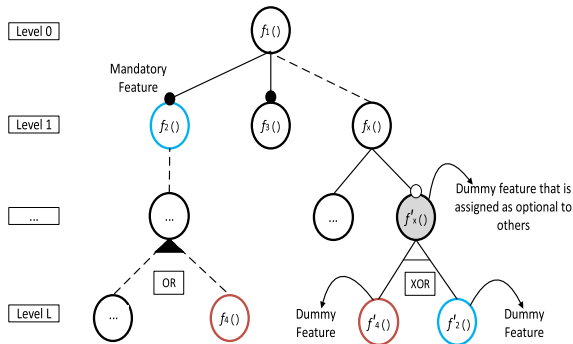 Level 0
f1 ()
Mandatory
Feature
Level 1
f2 ()
f3 ()
fx ()
...
...
...
f'x ()
Dummy feature that is
assigned as optional to
others
OR
XOR
Level L
...
f4 ()
Dummy
Feature
f'4 ()
f'2 ()
Dummy
Feature